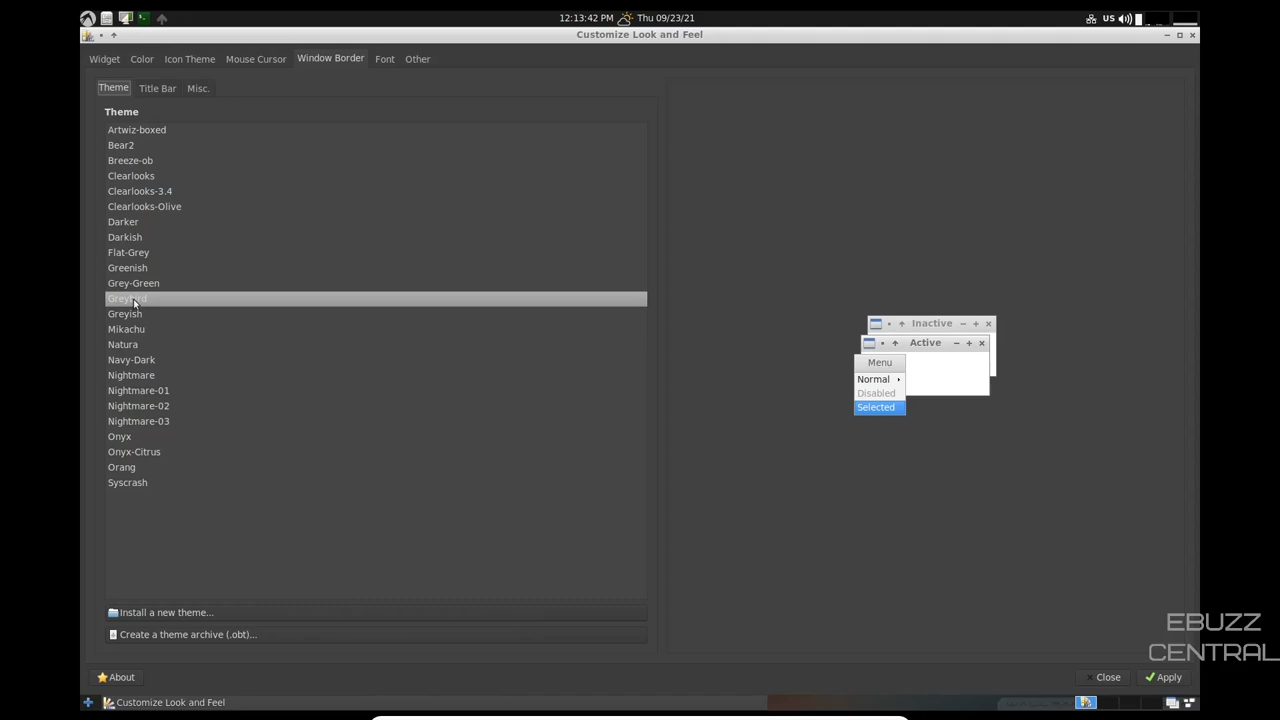 12:13:42 PM Thu 09/23/21 US
Customize Look and Feel
Widget Color Icon Theme Mouse Cursor Window Border Font Other
Theme Title Bar Misc.
Theme
Artwiz-boxed
Bear2
Breeze-ob
Clearlooks
Clearlooks-3.4
Clearlooks-Olive
Darker
Darkish
Flat-Grey
Greenish
Grey-Green
Greybird
Greyish
Mikachu
Natura
Navy-Dark
Nightmare
Nightmare-01
Nightmare-02
Nightmare-03
Onyx
Onyx-Citrus
Orang
Syscrash
Inactive
Active
Menu
Normal
Disabled
Selected
Install a new theme...
Create a theme archive (.obt)...
EBUZZ
CENTRAL
About Close Apply
Customize Look and Feel